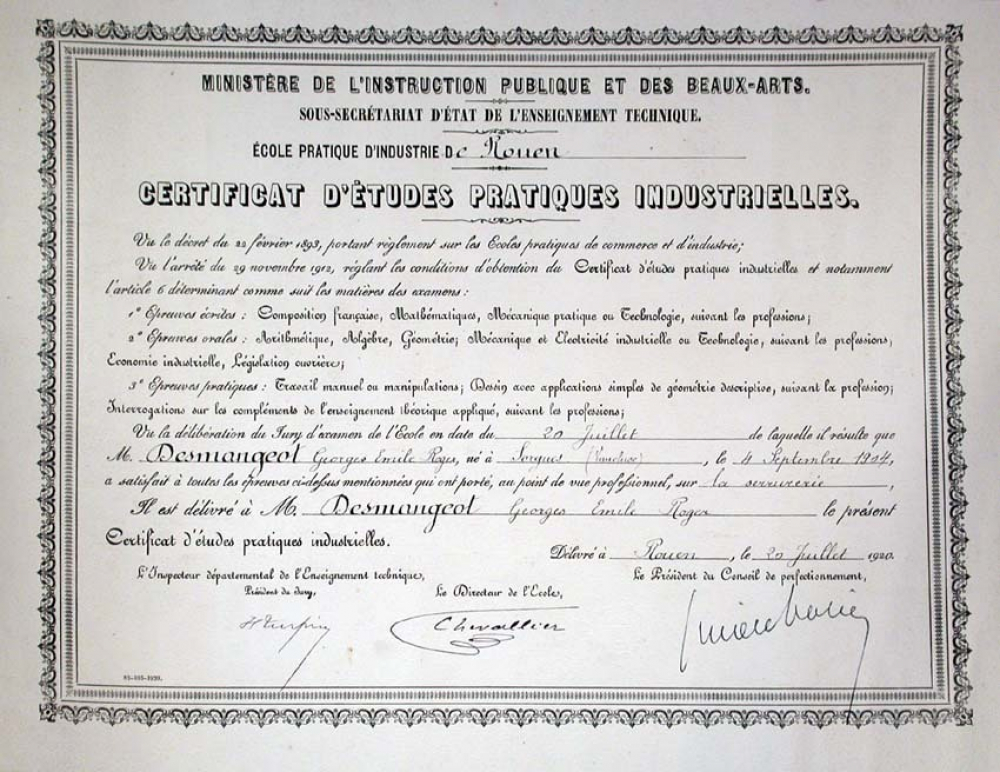 MINISTÈRE DE L'INSTRUCTION PUBLIQUE ET DES BEAUX-ARTS.
SOUS-SECRÉTARIAT D'ÉTAT DE L'ENSEIGNEMENT TECHNIQUE.
ÉCOLE PRATIQUE D'INDUSTRIE De Rouen
CERTIFICAT D'ÉTUDES PRATIQUES INDUSTRIELLES.
Vu le décret du 22 février 1893, portant règlement sur les Écoles pratiques de commerce et d'industrie;
Vu l'arrêté du 29 novembre 1912, réglant les conditions d'obtention du Certificat d'études pratiques industrielles et notamment
l'article 6 déterminant comme suit les matières des examens :
1° Épreuves écrites : Composition française, Mathématiques, Mécanique pratique ou Technologie, suivant les professions;
2° Épreuves orales : Arithmétique, Algèbre, Géométrie; Mécanique et Électricité industrielle ou Technologie, suivant les professions;
Économie industrielle, Législation ouvrière;
3° Épreuves pratiques : Travail manuel ou manipulations; Dessin avec applications simples de géométrie descriptive, suivant la profession;
Interrogations sur les compléments de l'enseignement théorique appliqué, suivant les professions;
Vu la délibération du Jury d'examen de l'École en date du 20 Juillet de laquelle il résulte que
M. Desmangeot Georges Emile Roger, né à Sorgues (Vaucluse), le 4 Septembre 1904,
a satisfait à toutes les épreuves ci-dessus mentionnées qui ont porté, au point de vue professionnel, sur la serrurerie,
Il est délivré à M. Desmangeot Georges Emile Roger le présent
Certificat d'études pratiques industrielles.
Délivré à Rouen, le 20 Juillet 1920.
L'Inspecteur départemental de l'Enseignement technique,
Président du Jury,
Le Directeur de l'École,
Le Président du Conseil de perfectionnement,
Chevallier